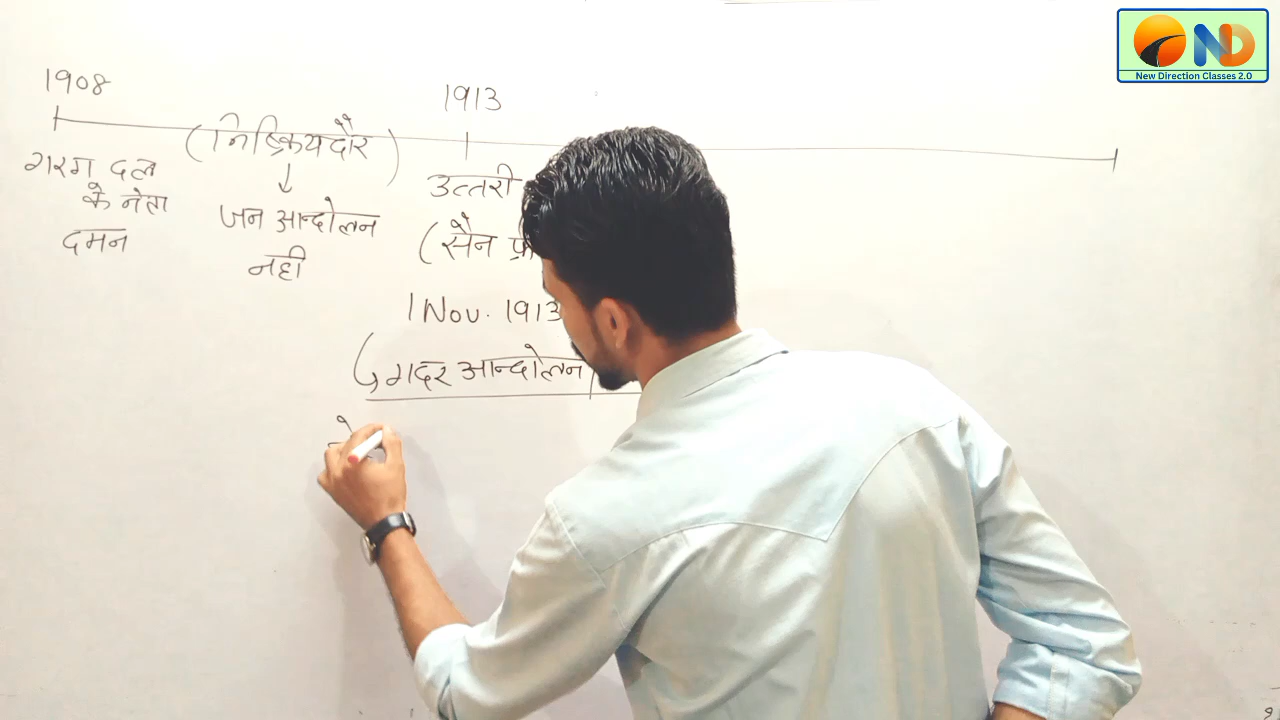 1908
1913
(निष्क्रिय दौर)
गरम दल
के नेता
दमन
जन आन्दोलन
नही
उत्तरी
(सैन फ्रे
1 Nov. 1913
गदर आन्दोलन
ND
New Direction Classes 2.0